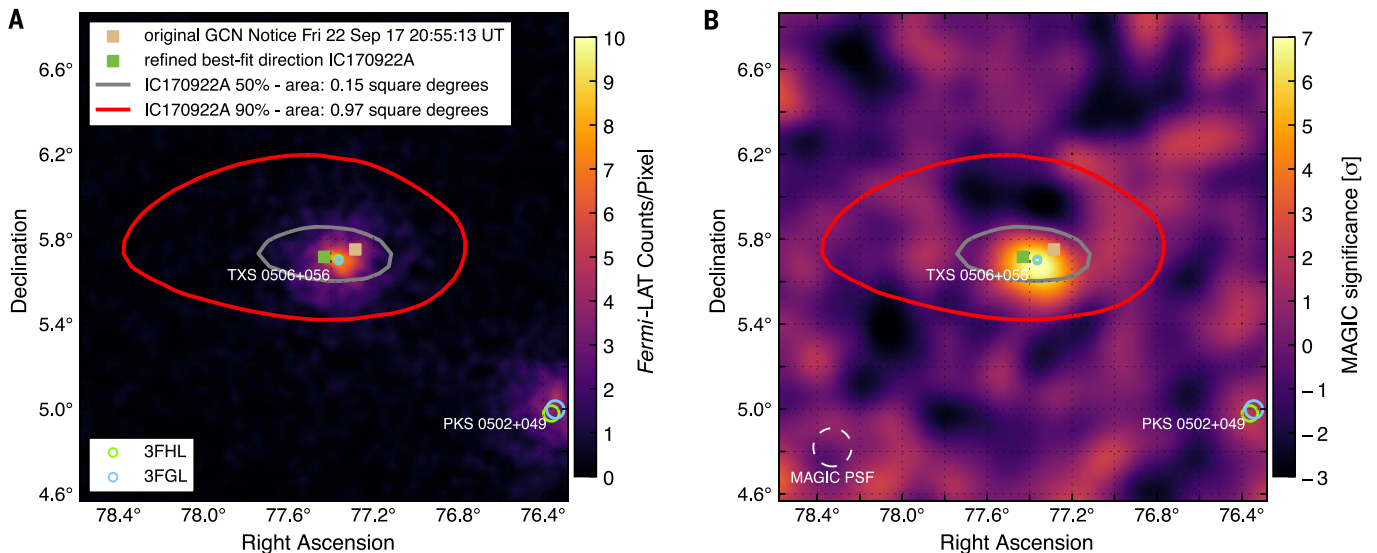 A
original GCN Notice Fri 22 Sep 17 20:55:13 UT
refined best-fit direction IC170922A
IC170922A 50% - area: 0.15 square degrees
IC170922A 90% - area: 0.97 square degrees
6.6°
6.2°
5.8°
5.4°
5.0°
4.6°
Declination
TXS 0506+056
PKS 0502+049
3FHL
3FGL
78.4°
78.0°
77.6°
77.2°
76.8°
76.4°
Right Ascension
10
9
8
7
6
5
4
3
2
1
0
Fermi-LAT Counts/Pixel
B
6.6°
6.2°
5.8°
5.4°
5.0°
4.6°
Declination
TXS 0506+056
PKS 0502+049
MAGIC PSF
78.4°
78.0°
77.6°
77.2°
76.8°
76.4°
Right Ascension
7
6
5
4
3
2
1
0
−1
−2
−3
MAGIC significance [σ]